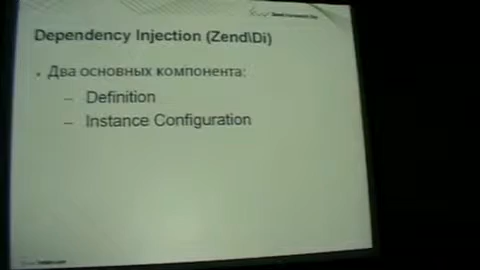 Dependency Injection (Zend\Di)
• Два основных компонента:
– Definition
– Instance Configuration